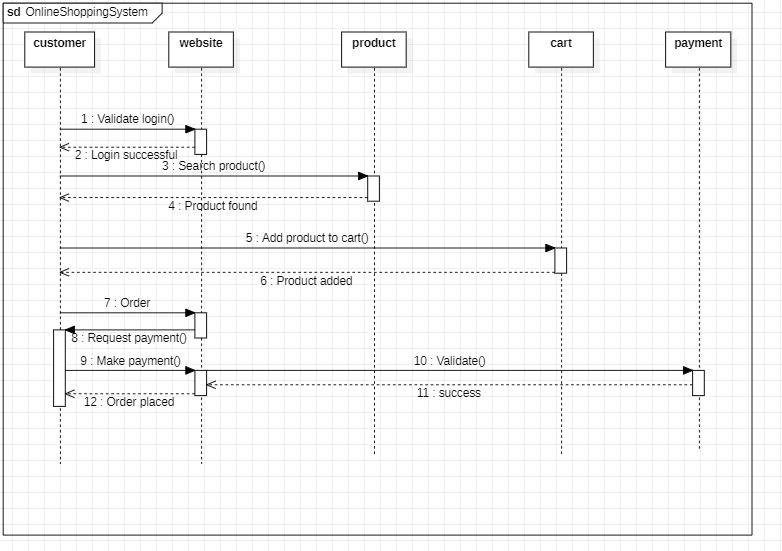 sd OnlineShoppingSystem
customer
website
product
cart
payment
1 : Validate login()
2 : Login successful
3 : Search product()
4 : Product found
5 : Add product to cart()
6 : Product added
7 : Order
8 : Request payment()
9 : Make payment()
10 : Validate()
11 : success
12 : Order placed